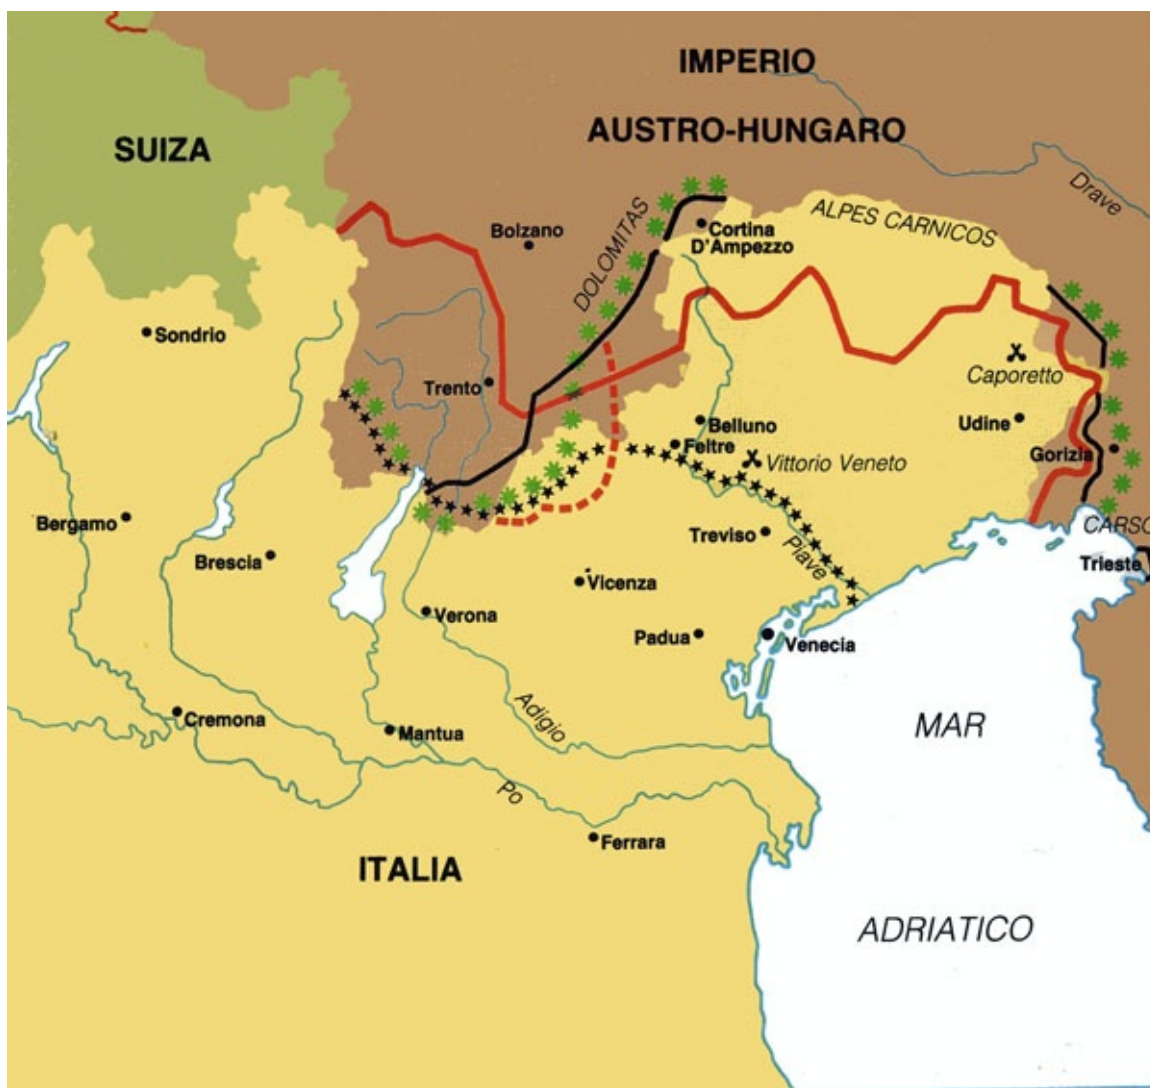 IMPERIO
AUSTRO-HUNGARO
SUIZA
Drave
DOLOMITAS
ALPES CARNICOS
Bolzano
Cortina
D'Ampezzo
Sondrio
Trento
Caporetto
Belluno
Udine
Feltre
Gorizia
Vittorio Veneto
Bergamo
Brescia
Treviso
Piave
CARSO
Trieste
Vicenza
Verona
Padua
Venecia
Cremona
Adigio
Mantua
MAR
Po
Ferrara
ITALIA
ADRIATICO